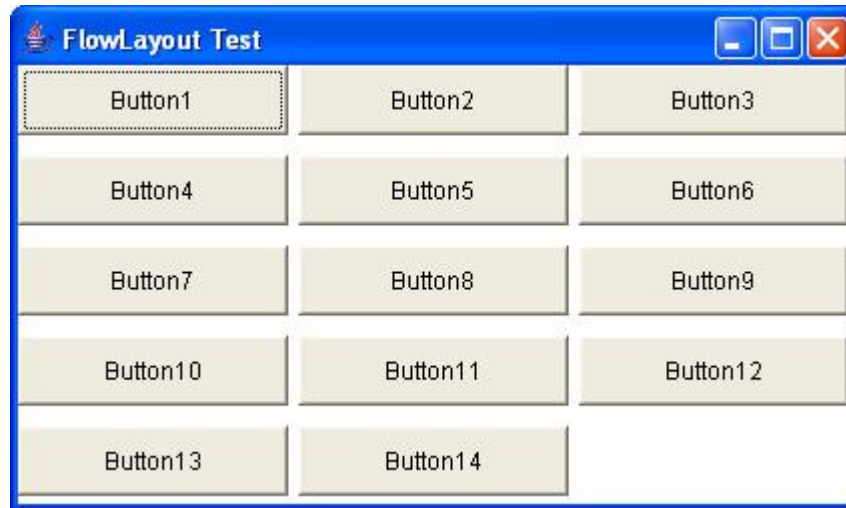 FlowLayout Test
Button1 Button2 Button3
Button4 Button5 Button6
Button7 Button8 Button9
Button10 Button11 Button12
Button13 Button14